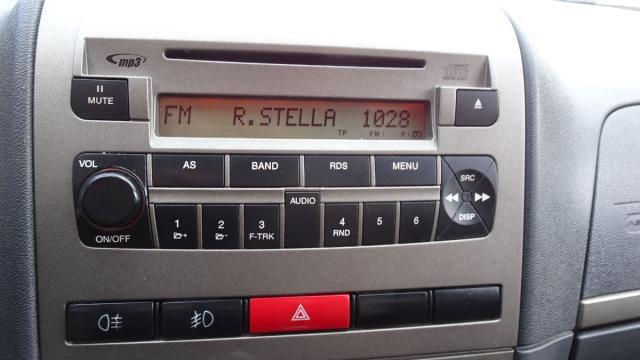 mp3
MUTE
FM R.STELLA 1028
TP FM1
VOL AS BAND RDS MENU SRC
AUDIO
1 2 3 4 5 6 DISP
F-TRK RND
ON/OFF